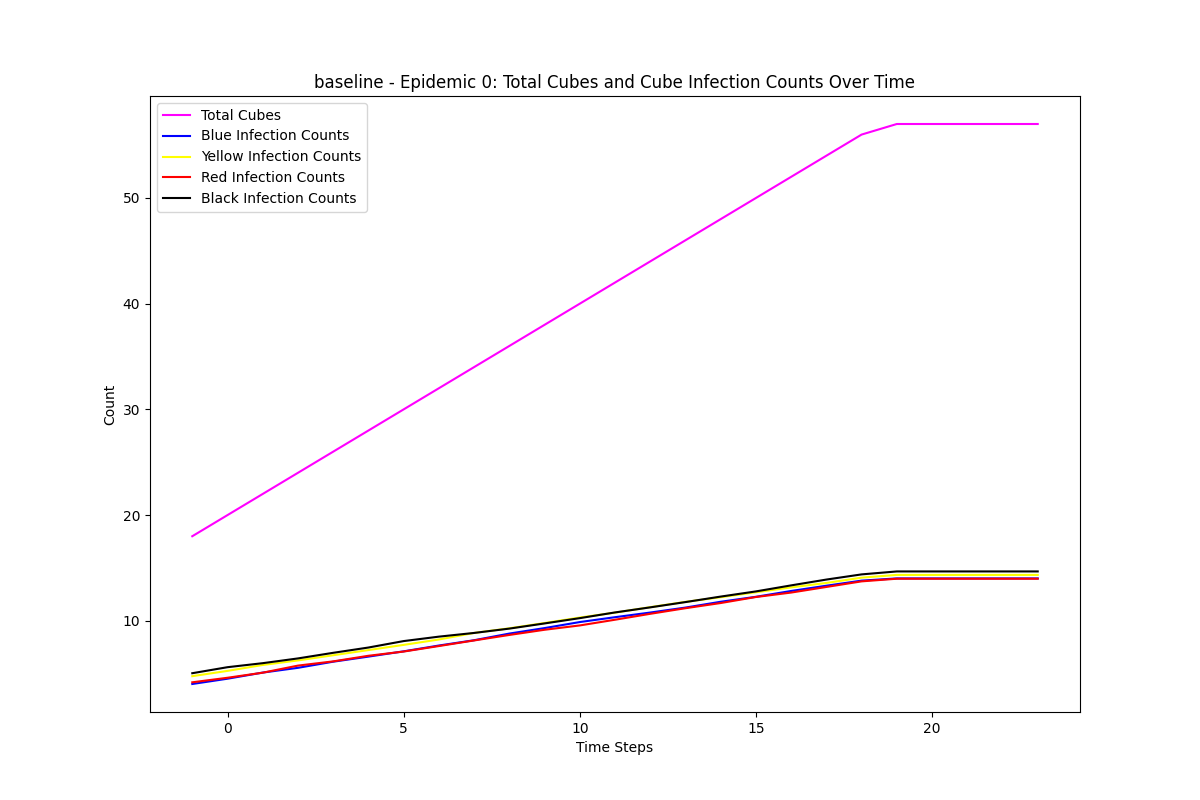 baseline - Epidemic 0: Total Cubes and Cube Infection Counts Over Time
Total Cubes
Blue Infection Counts
Yellow Infection Counts
Red Infection Counts
Black Infection Counts
50
40
30
20
10
Count
0 5 10 15 20
Time Steps